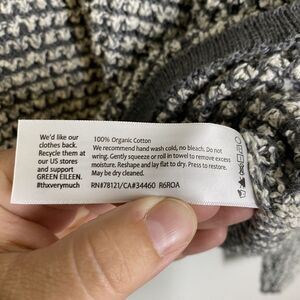 We'd like our
clothes back.
Recycle them at
our US stores
and support
GREEN EILEEN.
#thxverymuch
100% Organic Cotton
We recommend hand wash cold, no bleach. Do not
wring. Gently squeeze or roll in towel to remove excess
moisture. Reshape and lay flat to dry. Press to restore.
May be dry cleaned.
RN#78121/CA#34460 R6ROA